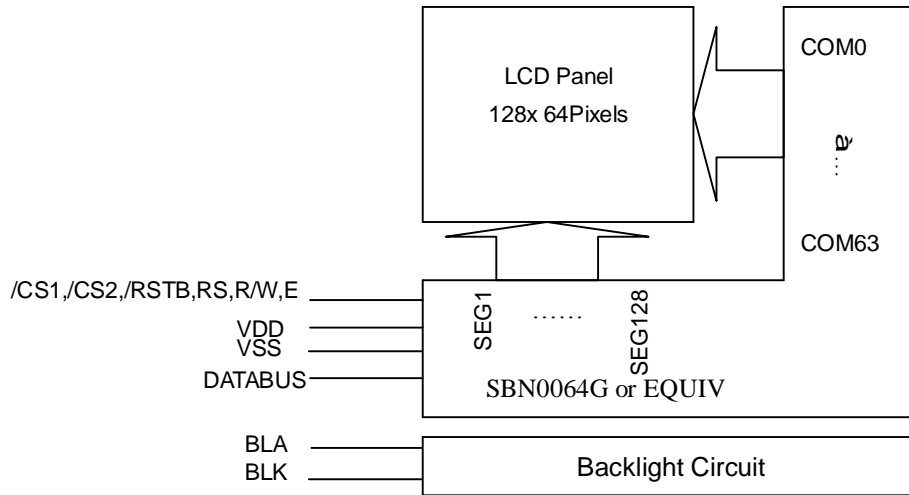 COM0
LCD Panel
128x 64Pixels
à…
COM63
/CS1,/CS2,/RSTB,RS,R/W,E
SEG1
……
SEG128
VDD
VSS
DATABUS
SBN0064G or EQUIV
BLA
BLK
Backlight Circuit